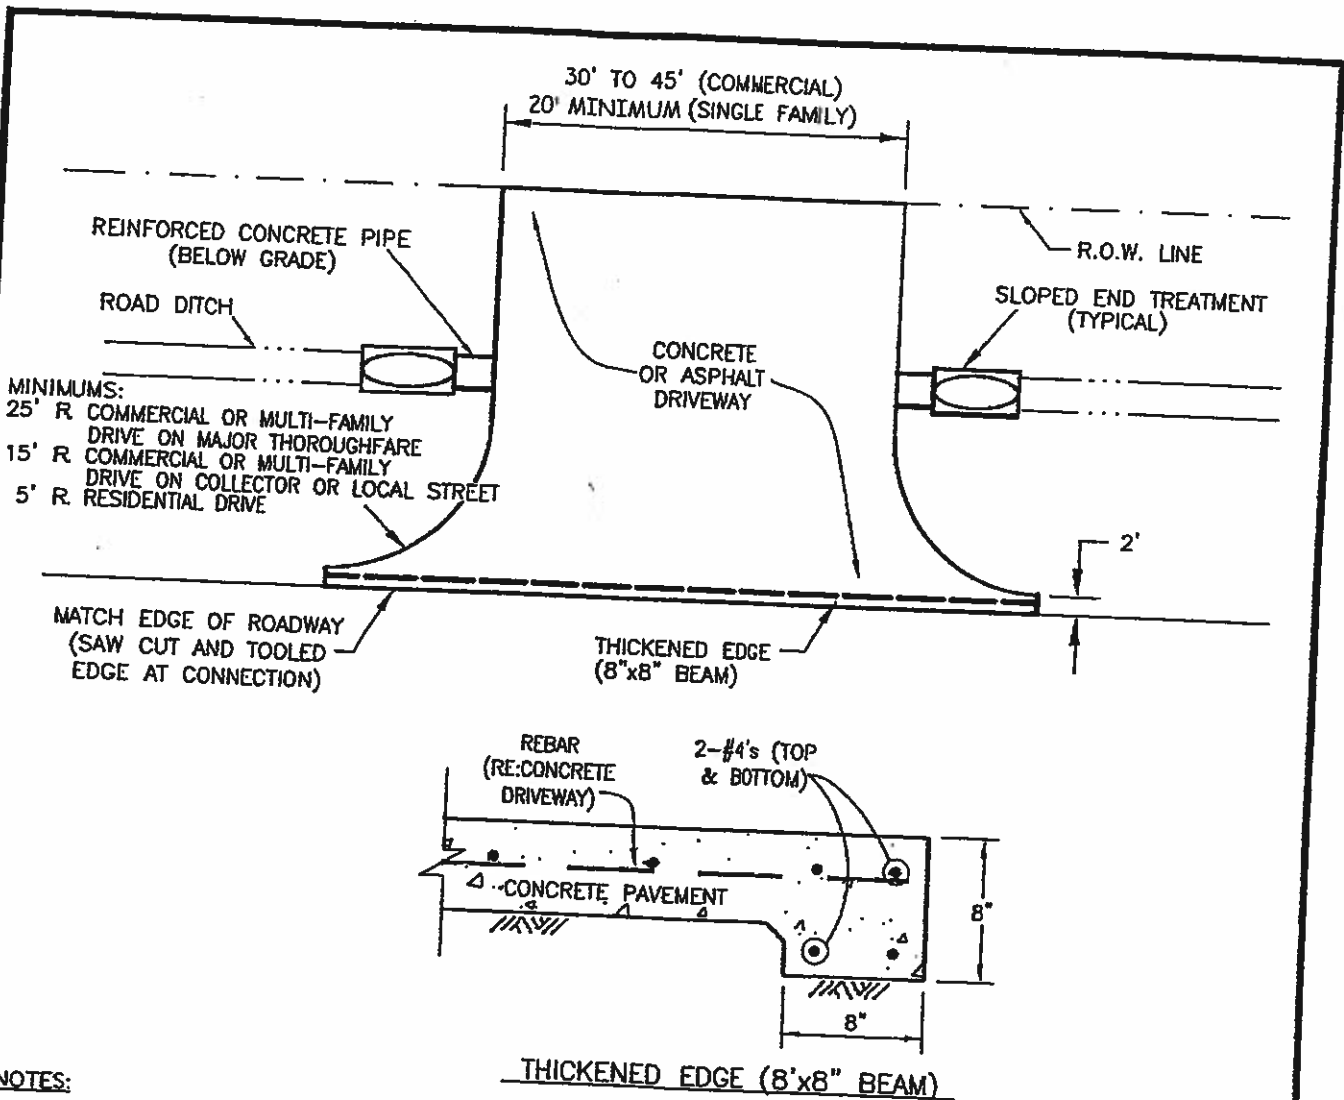 30' TO 45' (COMMERCIAL)
20' MINIMUM (SINGLE FAMILY)
REINFORCED CONCRETE PIPE
(BELOW GRADE)
R.O.W. LINE
ROAD DITCH
SLOPED END TREATMENT
(TYPICAL)
CONCRETE
OR ASPHALT
DRIVEWAY
MINIMUMS:
25' R COMMERCIAL OR MULTI-FAMILY
DRIVE ON MAJOR THOROUGHFARE
15' R COMMERCIAL OR MULTI-FAMILY
DRIVE ON COLLECTOR OR LOCAL STREET
5' R. RESIDENTIAL DRIVE
2'
MATCH EDGE OF ROADWAY
(SAW CUT AND TOOLED
EDGE AT CONNECTION)
THICKENED EDGE
(8"x8" BEAM)
REBAR
(RE:CONCRETE
DRIVEWAY)
2-#4's (TOP
& BOTTOM)
CONCRETE PAVEMENT
8"
8"
THICKENED EDGE (8'x8" BEAM)
NOTES: